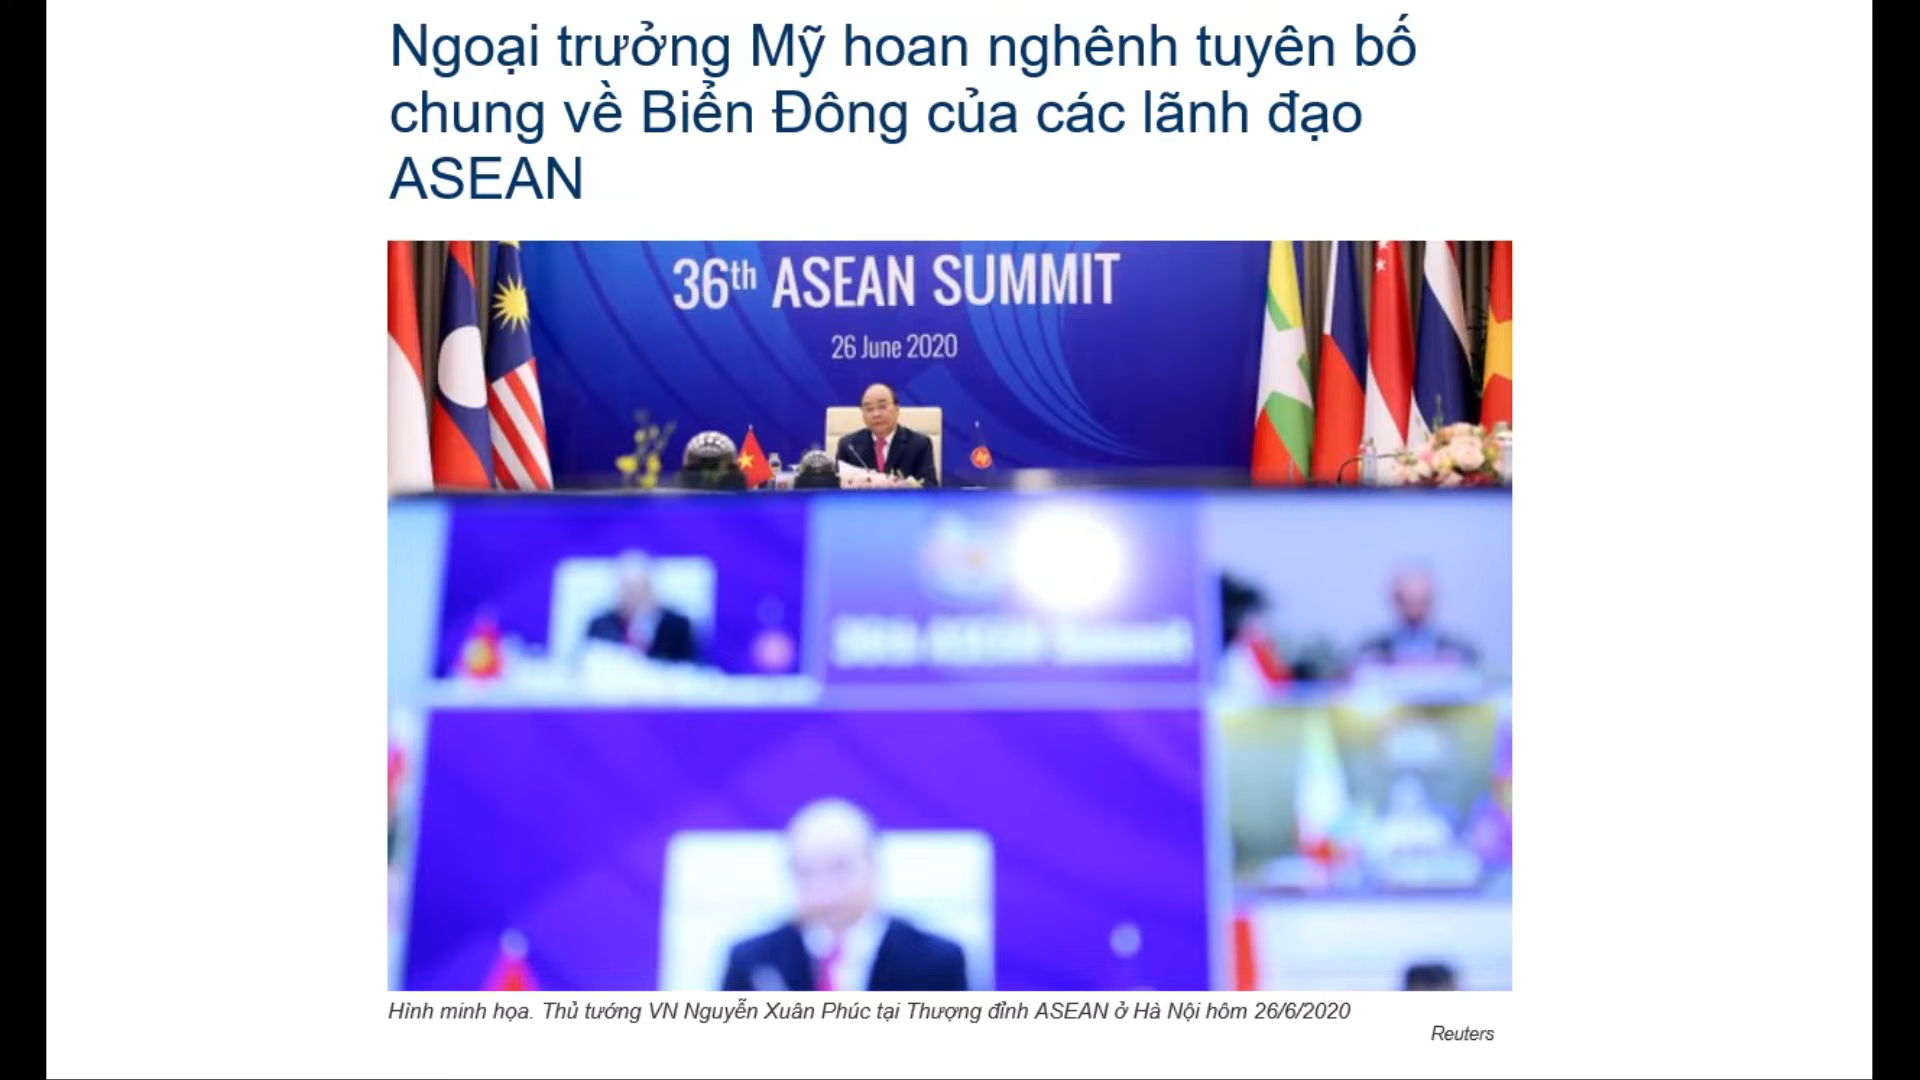 Ngoại trưởng Mỹ hoan nghênh tuyên bố
chung về Biển Đông của các lãnh đạo
ASEAN
36th ASEAN SUMMIT
26 June 2020
Hình minh họa. Thủ tướng VN Nguyễn Xuân Phúc tại Thượng đỉnh ASEAN ở Hà Nội hôm 26/6/2020
Reuters